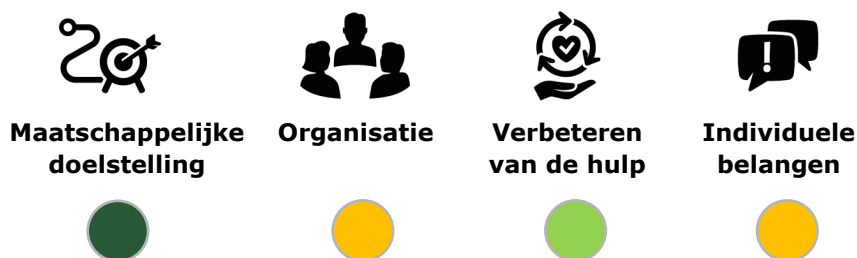 Maatschappelijke doelstelling
Organisatie
Verbeteren van de hulp
Individuele belangen